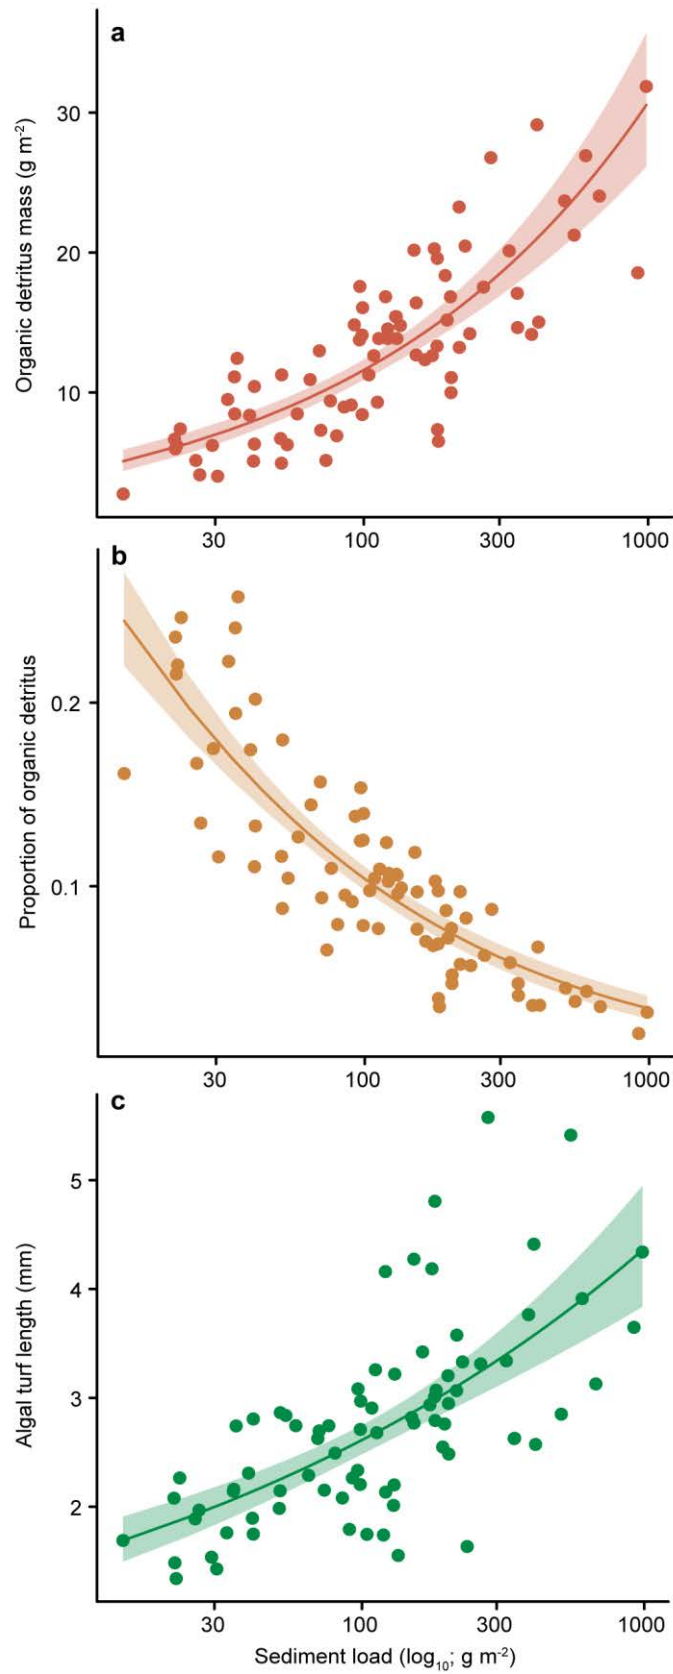 a
Organic detritus mass (g m⁻²)
30
20
10
30 100 300 1000
b
Proportion of organic detritus
0.2
0.1
30 100 300 1000
c
Algal turf length (mm)
5
4
3
2
30 100 300 1000
Sediment load (log₁₀; g m⁻²)